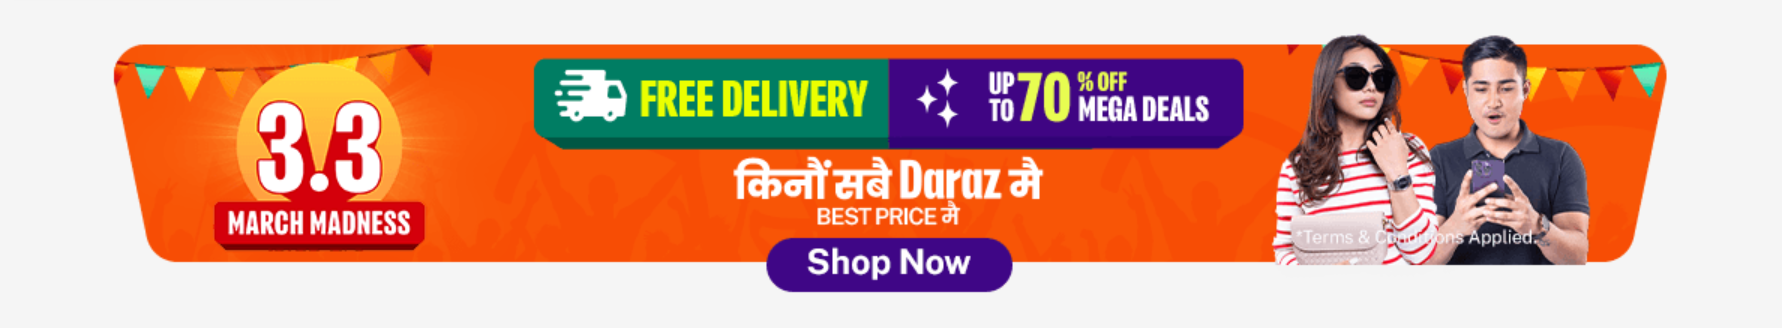 3.3
MARCH MADNESS
FREE DELIVERY
UP TO 70 % OFF MEGA DEALS
किनौं सबै Daraz मै
BEST PRICE मै
Shop Now
*Terms & Conditions Applied.